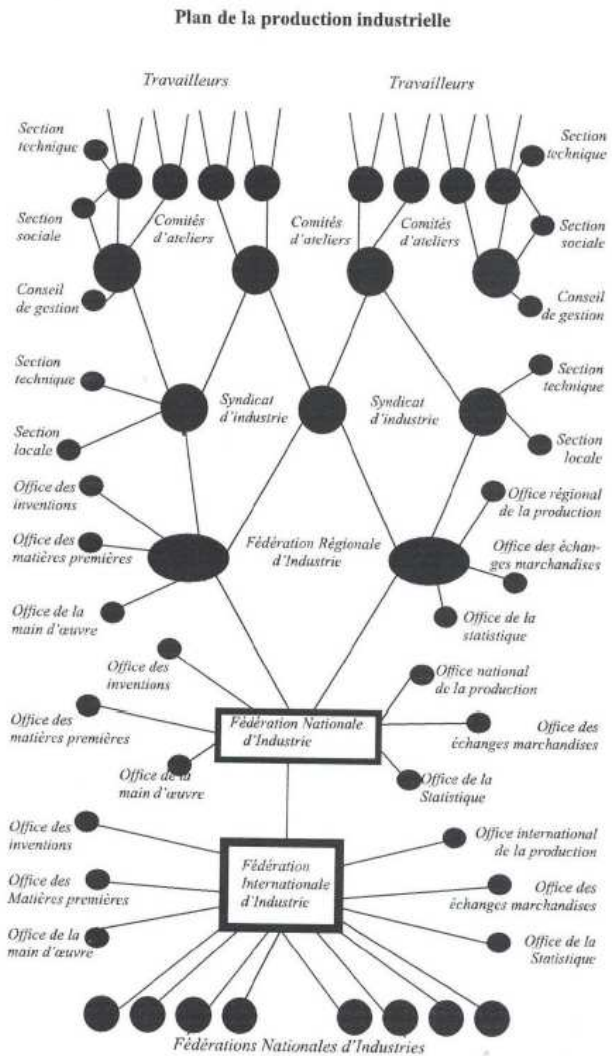 Plan de la production industrielle
Travailleurs
Travailleurs
Section
technique
Section
technique
Section
sociale
Comités
d'ateliers
Comités
d'ateliers
Comités
d'ateliers
Section
sociale
Conseil
de gestion
Conseil
de gestion
Section
technique
Syndicat
d'industrie
Syndicat
d'industrie
Section
technique
Section
locale
Section
locale
Office des
inventions
Office régional
de la production
Office des
matières premières
Fédération Régionale
d'Industrie
Office des échan-
ges marchandises
Office de la
main d'œuvre
Office de la
statistique
Office des
inventions
Office national
de la production
Office des
matières premières
Fédération Nationale
d'Industrie
Office des
échanges marchandises
Office de la
main d'œuvre
Office de la
Statistique
Office des
inventions
Office international
de la production
Office des
Matières premières
Fédération
Internationale
d'Industrie
Office des
échanges marchandises
Office de la
main d'œuvre
Office de la
Statistique
Fédérations Nationales d'Industries